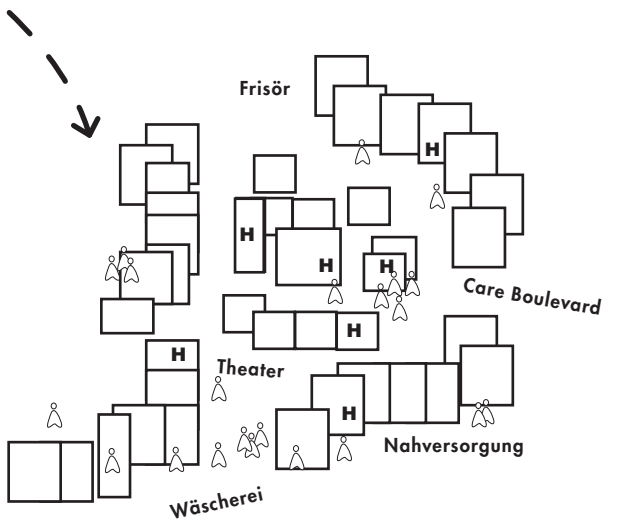 Frisör
H
H
H
H
Care Boulevard
H
H
Theater
H
Nahversorgung
Wäscherei